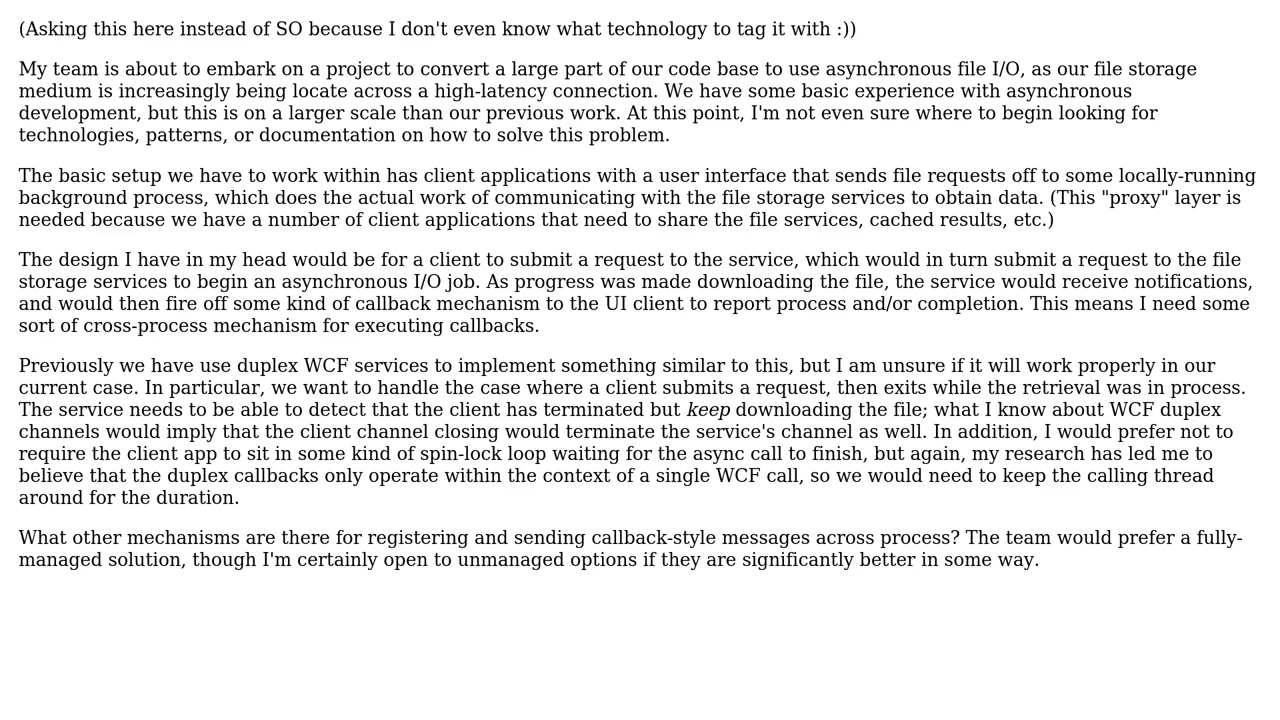 (Asking this here instead of SO because I don't even know what technology to tag it with :))
My team is about to embark on a project to convert a large part of our code base to use asynchronous file I/O, as our file storage
medium is increasingly being locate across a high-latency connection. We have some basic experience with asynchronous
development, but this is on a larger scale than our previous work. At this point, I'm not even sure where to begin looking for
technologies, patterns, or documentation on how to solve this problem.
The basic setup we have to work within has client applications with a user interface that sends file requests off to some locally-running
background process, which does the actual work of communicating with the file storage services to obtain data. (This "proxy" layer is
needed because we have a number of client applications that need to share the file services, cached results, etc.)
The design I have in my head would be for a client to submit a request to the service, which would in turn submit a request to the file
storage services to begin an asynchronous I/O job. As progress was made downloading the file, the service would receive notifications,
and would then fire off some kind of callback mechanism to the UI client to report process and/or completion. This means I need some
sort of cross-process mechanism for executing callbacks.
Previously we have use duplex WCF services to implement something similar to this, but I am unsure if it will work properly in our
current case. In particular, we want to handle the case where a client submits a request, then exits while the retrieval was in process.
The service needs to be able to detect that the client has terminated but keep downloading the file; what I know about WCF duplex
channels would imply that the client channel closing would terminate the service's channel as well. In addition, I would prefer not to
require the client app to sit in some kind of spin-lock loop waiting for the async call to finish, but again, my research has led me to
believe that the duplex callbacks only operate within the context of a single WCF call, so we would need to keep the calling thread
around for the duration.
What other mechanisms are there for registering and sending callback-style messages across process? The team would prefer a fully-
managed solution, though I'm certainly open to unmanaged options if they are significantly better in some way.